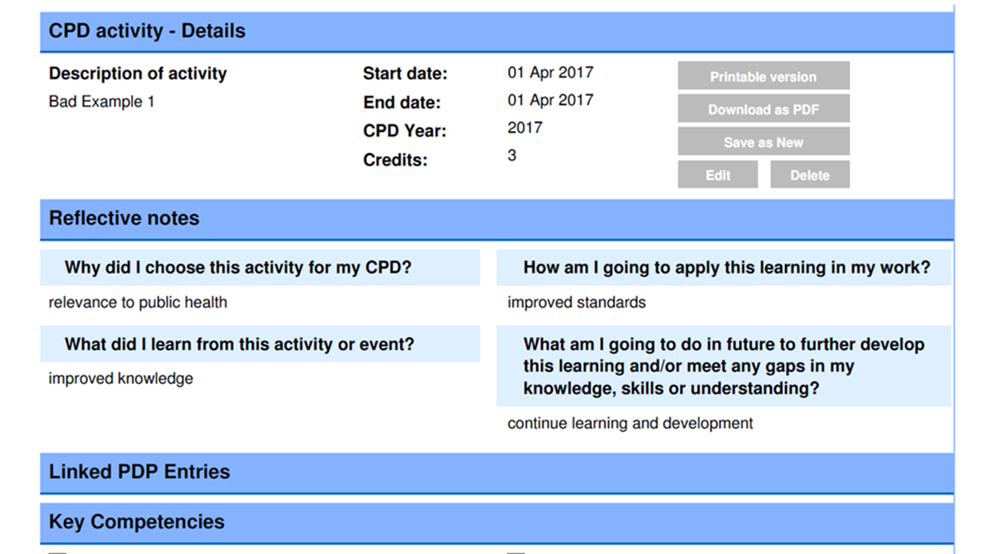 CPD activity - Details
Description of activity
Bad Example 1
Start date: 01 Apr 2017
End date: 01 Apr 2017
CPD Year: 2017
Credits: 3
Printable version
Download as PDF
Save as New
Edit Delete
Reflective notes
Why did I choose this activity for my CPD?
relevance to public health
How am I going to apply this learning in my work?
improved standards
What did I learn from this activity or event?
improved knowledge
What am I going to do in future to further develop
this learning and/or meet any gaps in my
knowledge, skills or understanding?
continue learning and development
Linked PDP Entries
Key Competencies